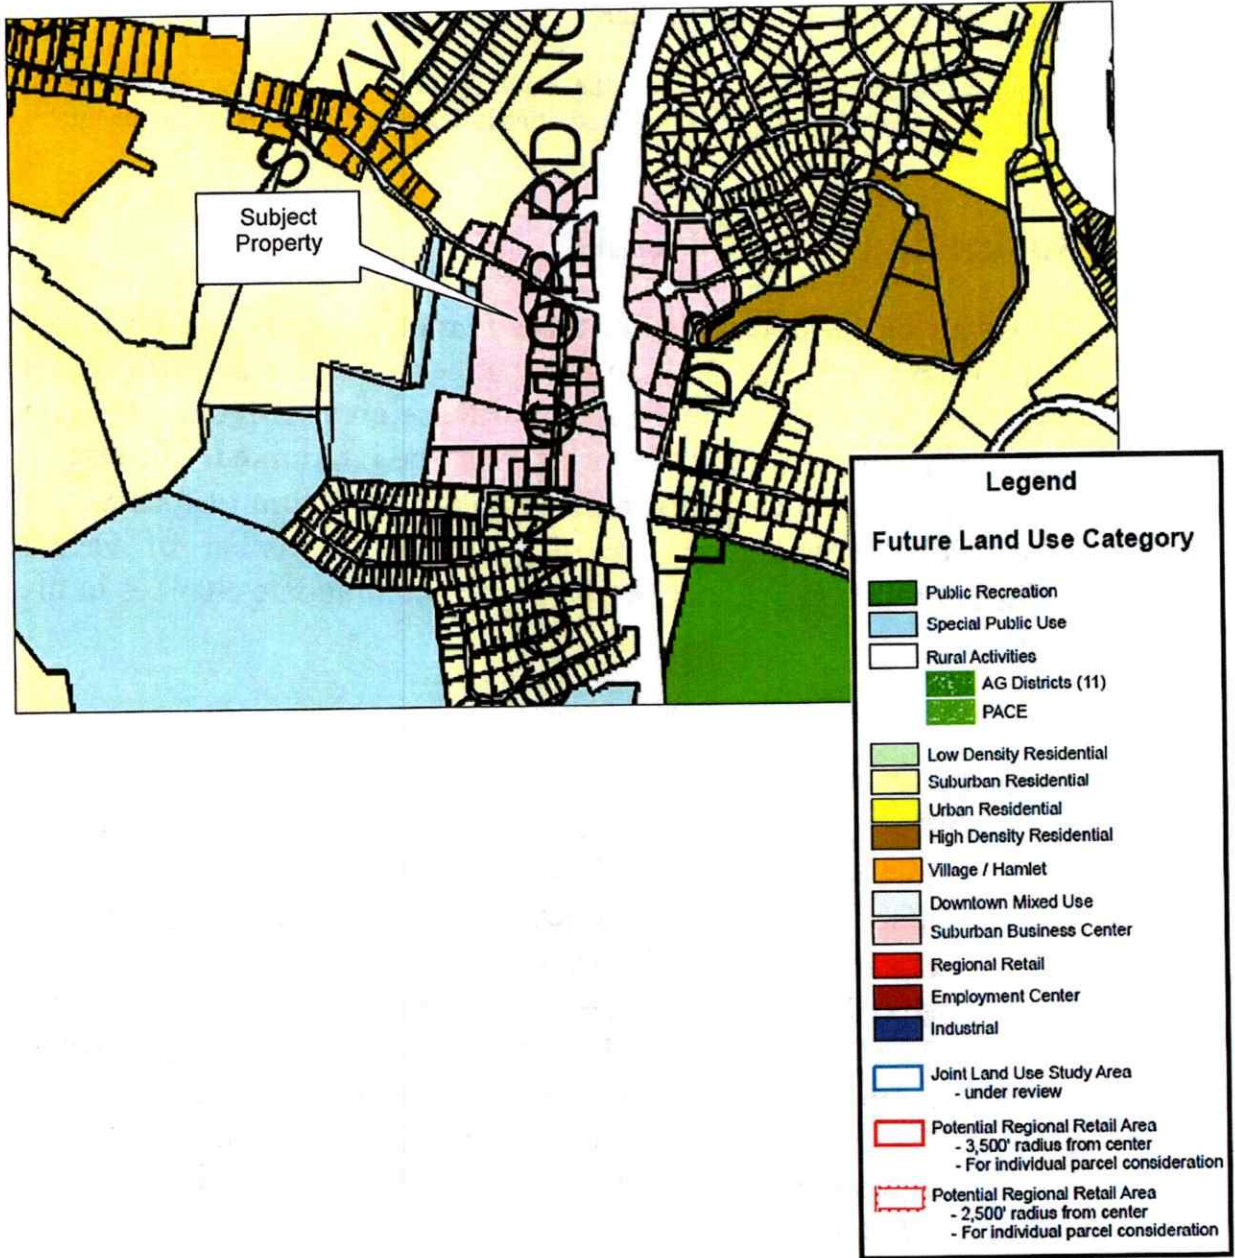 Subject
Property
Legend
Future Land Use Category
Public Recreation
Special Public Use
Rural Activities
AG Districts (11)
PACE
Low Density Residential
Suburban Residential
Urban Residential
High Density Residential
Village / Hamlet
Downtown Mixed Use
Suburban Business Center
Regional Retail
Employment Center
Industrial
Joint Land Use Study Area
- under review
Potential Regional Retail Area
- 3,500' radius from center
- For individual parcel consideration
Potential Regional Retail Area
- 2,500' radius from center
- For individual parcel consideration